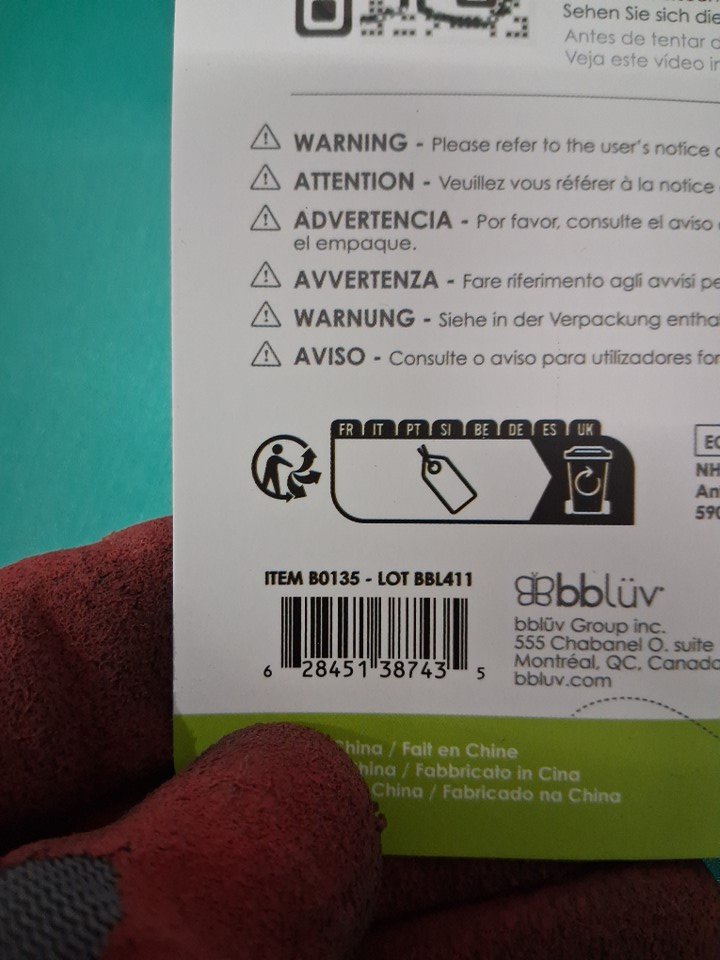 Sehen Sie sich die
Antes de tentar
Veja este vídeo
WARNING - Please refer to the user's notice
ATTENTION - Veuillez vous référer à la notice
ADVERTENCIA - Por favor, consulte el aviso
el empaque.
AVVERTENZA - Fare riferimento agli avvisi
WARNUNG - Siehe in der Verpackung
AVISO - Consulte o aviso para utilizadores
FR IT PT SI BE DE ES UK
NH
590
ITEM B0135 - LOT BBL411
6 28451 38743 5
bblüv
bblüv Group inc.
555 Chabanel O. suite
Montréal, QC, Canada
bbluv.com
China / Fait en Chine
China / Fabbricato in Cina
China / Fabricado na China